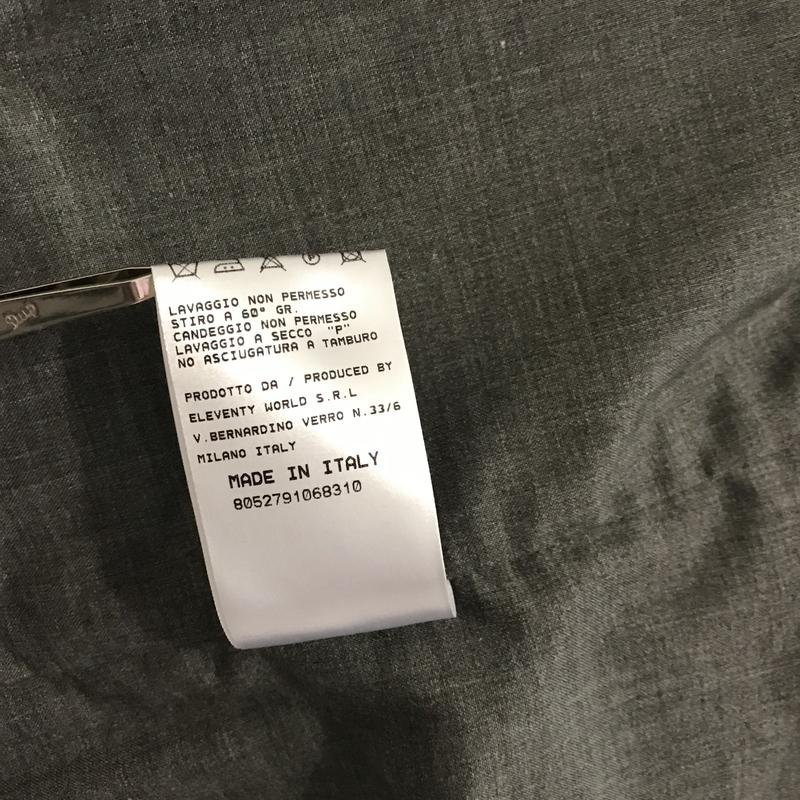 LAVAGGIO NON PERMESSO
STIRO A 60° GR.
CANDEGGIO NON PERMESSO
LAVAGGIO A SECCO "P"
NO ASCIUGATURA A TAMBURO
PRODOTTO DA / PRODUCED BY
ELEVENTY WORLD S.R.L
V.BERNARDINO VERRO N.33/6
MILANO ITALY
MADE IN ITALY
8052791068310